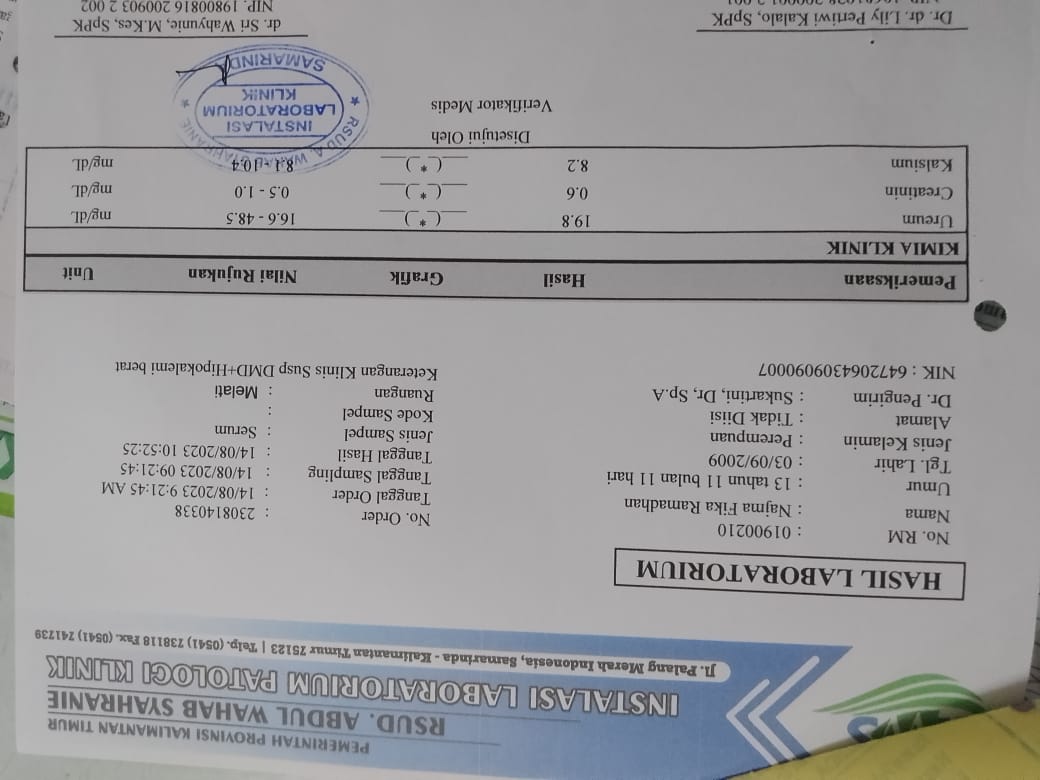 PEMERINTAH PROVINSI KALIMANTAN TIMUR
RSUD. ABDUL WAHAB SYAHRANIE
INSTALASI LABORATORIUM PATOLOGI KLINIK
Jl. Palang Merah Indonesia, Samarinda - Kalimantan Timur 75123 | Telp. (0541) 738118 Fax. (0541) 741739
HASIL LABORATORIUM
No. RM : 01900210
Nama : Najma Fika Ramadhan
Umur : 13 tahun 11 bulan 11 hari
Tgl. Lahir : 03/09/2009
Jenis Kelamin : Perempuan
Alamat : Tidak Diisi
Dr. Pengirim : Sukartini, Dr, Sp.A
NIK : 6472064309090007
No. Order : 2308140338
Tanggal Order : 14/08/2023 9:21:45 AM
Tanggal Sampling : 14/08/2023 09:21:45
Tanggal Hasil : 14/08/2023 10:52:25
Jenis Sampel : Serum
Kode Sampel :
Ruangan : Melati
Keterangan Klinis Susp DMD+Hipokalemi berat
Pemeriksaan Hasil Grafik Nilai Rujukan Unit
KIMIA KLINIK
Ureum 19.8 __(_*_)__ 16.6 - 48.5 mg/dL
Creatinin 0.6 __(_*_)__ 0.5 - 1.0 mg/dL
Kalsium 8.2 __(_*_)__ 8.1 - 10.4 mg/dL
Disetujui Oleh
Verifikator Medis
RSUD A. WAHAB SYAHRANIE
INSTALASI
LABORATORIUM
KLINIK
SAMARINDA
Dr. dr. Lily Pertiwi Kalalo, SpPK
dr. Sri Wahyunie, M.Kes, SpPK
NIP. 19800816 200903 2 002